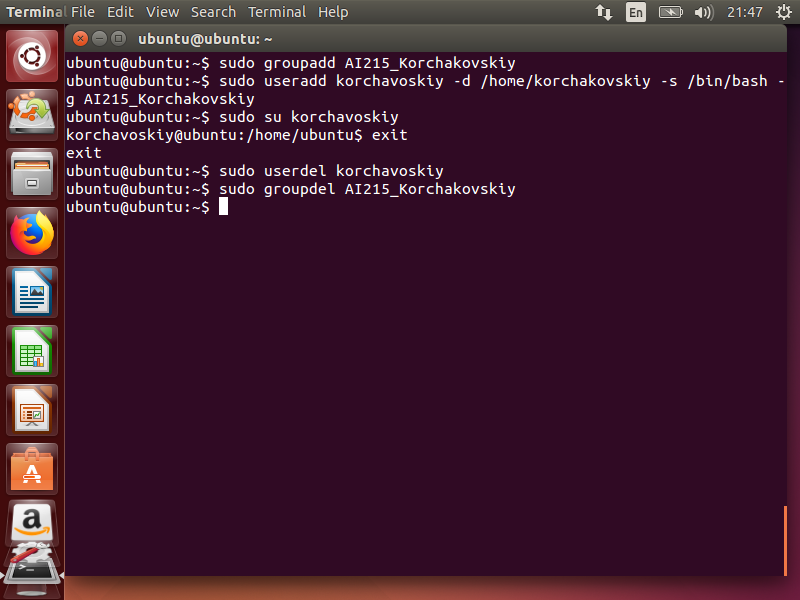 Terminal File Edit View Search Terminal Help En 21:47
ubuntu@ubuntu: ~
ubuntu@ubuntu:~$ sudo groupadd AI215_Korchakovskiy
ubuntu@ubuntu:~$ sudo useradd korchavoskiy -d /home/korchakovskiy -s /bin/bash -
g AI215_Korchakovskiy
ubuntu@ubuntu:~$ sudo su korchavoskiy
korchavoskiy@ubuntu:/home/ubuntu$ exit
exit
ubuntu@ubuntu:~$ sudo userdel korchavoskiy
ubuntu@ubuntu:~$ sudo groupdel AI215_Korchakovskiy
ubuntu@ubuntu:~$